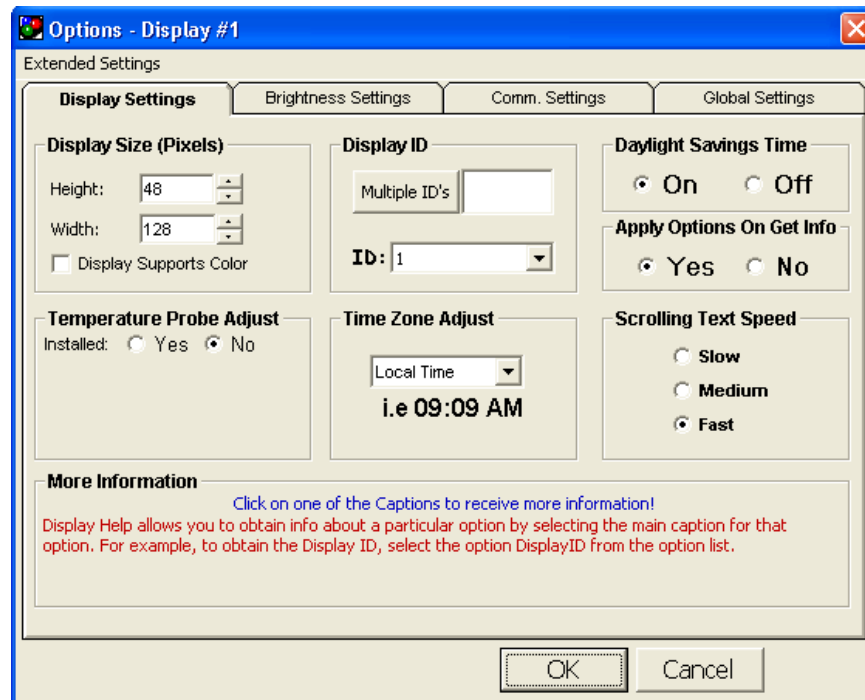 Options - Display #1
Extended Settings
Display Settings
Brightness Settings
Comm. Settings
Global Settings
Display Size (Pixels)
Height: 48
Width: 128
Display Supports Color
Display ID
Multiple ID's
ID: 1
Daylight Savings Time
On Off
Apply Options On Get Info
Yes No
Temperature Probe Adjust
Installed: Yes No
Time Zone Adjust
Local Time
i.e 09:09 AM
Scrolling Text Speed
Slow
Medium
Fast
More Information
Click on one of the Captions to receive more information!
Display Help allows you to obtain info about a particular option by selecting the main caption for that
option. For example, to obtain the Display ID, select the option DisplayID from the option list.
OK Cancel